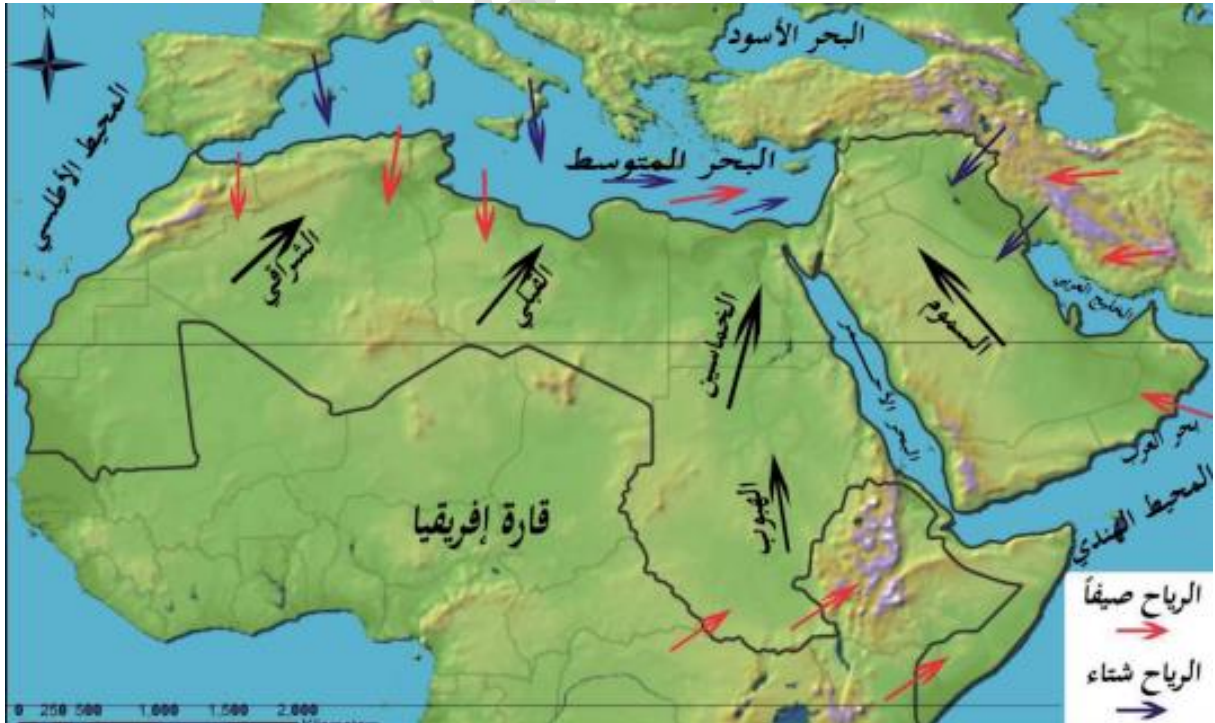 N
البحر الأسود
المحيط الأطلسي
البحر المتوسط
الشرقي
القبلي
الخماسين
السموم
الخليج العربي
البحر الأحمر
بحر العرب
الهبوب
قارة إفريقيا
المحيط الهندي
الرياح صيفاً
الرياح شتاء
0 250 500 1.000 1.500 2.000